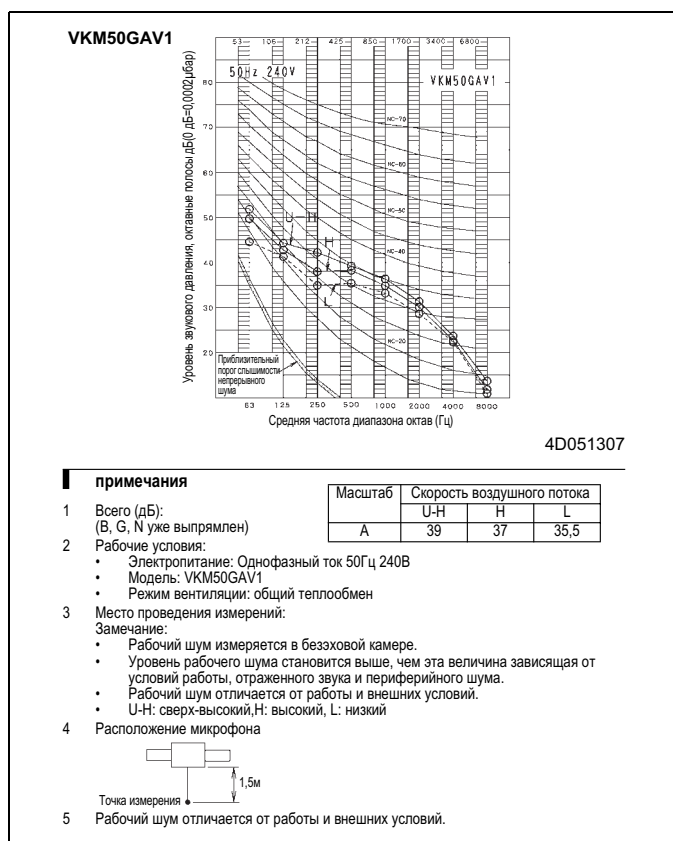 VKM50GAV1
Уровень звукового давления, октавные полосы дБ(0 дБ=0,0002μбар)
53 106 212 425 850 1700 3400 6800
50Hz 240V
VKM50GAV1
80
70
60
50
40
30
20
NC-70
NC-60
NC-50
NC-40
NC-20
U-H
H
L
Приблизительный
порог слышимости
непрерывного
шума
63 125 250 500 1000 2000 4000 8000
Средняя частота диапазона октав (Гц)
4D051307
примечания
Масштаб Скорость воздушного потока
U-H H L
A 39 37 35,5
1 Всего (дБ):
(B, G, N уже выпрямлен)
2 Рабочие условия:
• Электропитание: Однофазный ток 50Гц 240В
• Модель: VKM50GAV1
• Режим вентиляции: общий теплообмен
3 Место проведения измерений:
Замечание:
• Рабочий шум измеряется в безэховой камере.
• Уровень рабочего шума становится выше, чем эта величина зависящая от
условий работы, отраженного звука и периферийного шума.
• Рабочий шум отличается от работы и внешних условий.
• U-H: сверх-высокий,H: высокий, L: низкий
4 Расположение микрофона
1,5м
Точка измерения
5 Рабочий шум отличается от работы и внешних условий.